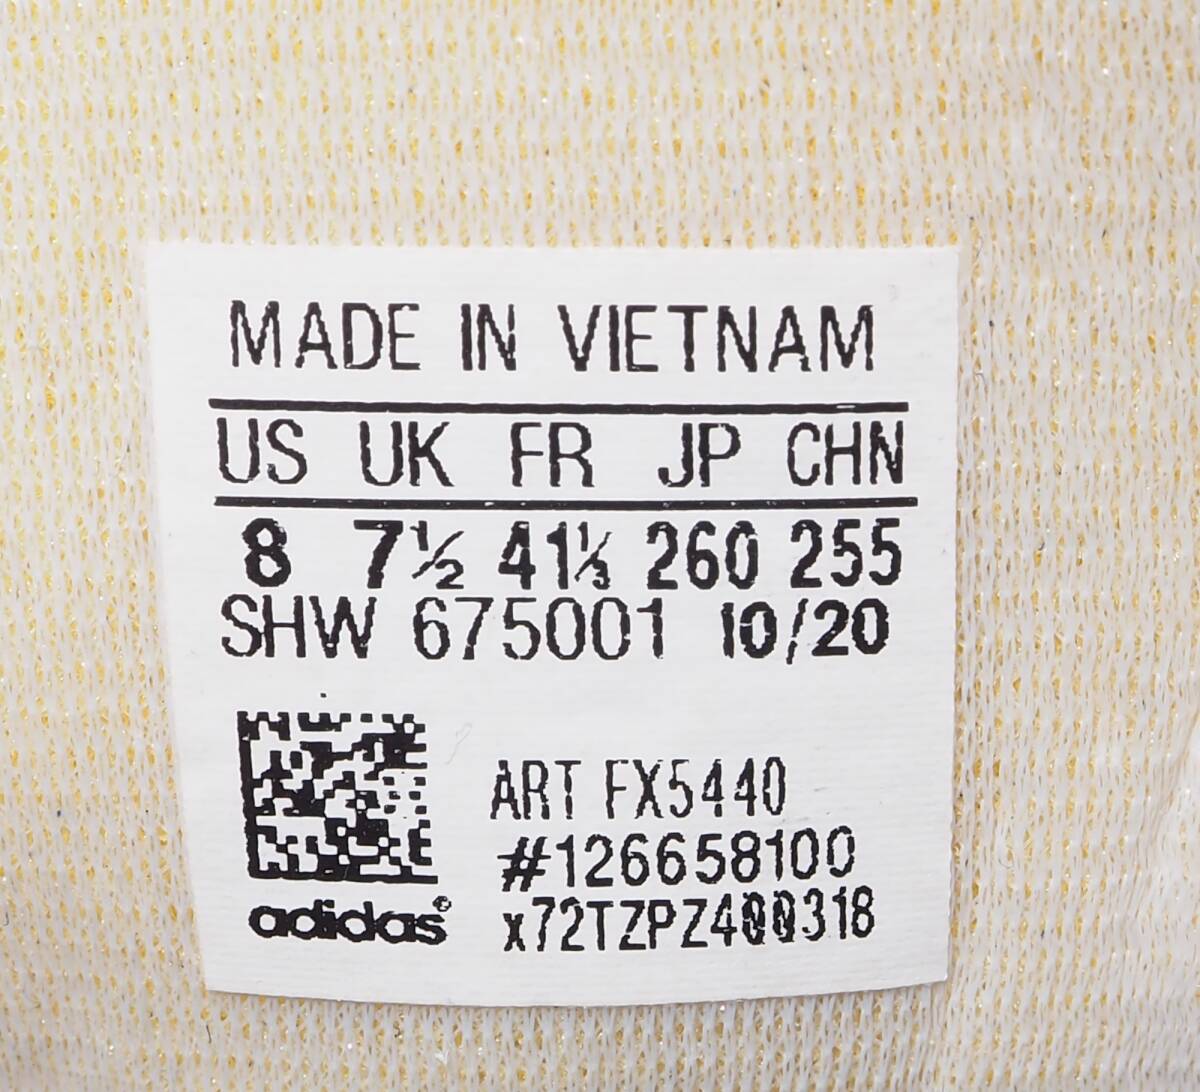 MADE IN VIETNAM
US UK FR JP CHN
8 7½ 41⅓ 260 255
SHW 675001 10/20
ART FX5440
#126658100
adidas® x72TZPZ400318